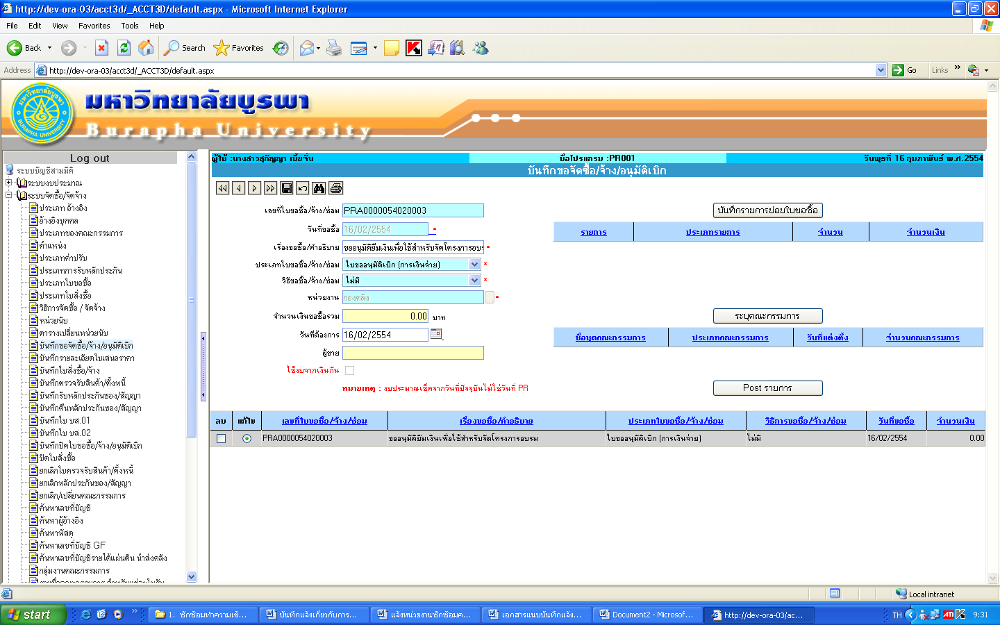 http://dev-ora-03/acct3d/_ACCT3D/default.aspx - Microsoft Internet Explorer
File Edit View Favorites Tools Help
Back Search Favorites
Address http://dev-ora-03/acct3d/_ACCT3D/default.aspx Go Links
มหาวิทยาลัยบูรพา
Burapha University
มหาวิทยาลัยบูรพา
BURAPHA UNIVERSITY
Log out
ระบบบัญชีสามมิติ
ระบบงบประมาณ
ระบบจัดซื้อ/จัดจ้าง
ประเภท อ้างอิง
อ้างอิงบุคคล
ประเภทของคณะกรรมการ
ตำแหน่ง
ประเภทค่าปรับ
ประเภทการรับหลักประกัน
ประเภทใบขอซื้อ
ประเภทใบสั่งซื้อ
วิธีการจัดซื้อ / จัดจ้าง
หน่วยนับ
ตารางเปลี่ยนหน่วยนับ
บันทึกขอจัดซื้อ/จ้าง/อนุมัติเบิก
บันทึกรายละเอียดใบเสนอราคา
บันทึกใบสั่งซื้อ/จ้าง
บันทึกตรวจรับสินค้า/ตั้งหนี้
บันทึกรับหลักประกันซอง/สัญญา
บันทึกคืนหลักประกันซอง/สัญญา
บันทึกใบ บส.01
บันทึกใบ บส.02
บันทึกปิดใบขอซื้อ/จ้าง/อนุมัติเบิก
ปิดใบสั่งซื้อ
ยกเลิกใบตรวจรับสินค้า/ตั้งหนี้
ยกเลิกหลักประกันซอง/สัญญา
ยกเลิก/เปลี่ยนคณะกรรมการ
ค้นหาเลขที่บัญชี
ค้นหาผู้อ้างอิง
ค้นหาพัสดุ
ค้นหาเลขที่บัญชี GF
ค้นหาเลขที่บัญชีรายได้แผ่นดิน นำส่งคลัง
กลุ่มงานคณะกรรมการ
ผู้ใช้ :นางสาวสุกัญญา เบี้ยจั่น ชื่อโปรแกรม :PR001 วันพุธที่ 16 กุมภาพันธ์ พ.ศ.2554
บันทึกขอจัดซื้อ/จ้าง/อนุมัติเบิก
เลขที่ใบขอซื้อ/จ้าง/ซ่อม PRA0000054020003
วันที่ขอซื้อ 16/02/2554 *
เรื่องขอซื้อ/คำอธิบาย ขออนุมัติยืมเงินเพื่อใช้สำหรับจัดโครงการอบร *
ประเภทใบขอซื้อ/จ้าง/ซ่อม ใบขออนุมัติเบิก (การเงินจ่าย) *
วิธีขอซื้อ/จ้าง/ซ่อม ไม่มี *
หน่วยงาน กองคลัง ... *
จำนวนเงินขอซื้อรวม 0.00 บาท
วันที่ต้องการ 16/02/2554
ผู้ขาย
ใช้งบจากเงินกัน
หมายเหตุ : งบประมาณเช็คจากวันที่ปัจจุบันไม่ใช่วันที่ PR
บันทึกรายการย่อยใบขอซื้อ
รายการ ประเภทรายการ จำนวน จำนวนเงิน
ระบุคณะกรรมการ
ชื่อชุดคณะกรรมการ ประเภทคณะกรรมการ วันที่แต่งตั้ง จำนวนคณะกรรมการ
Post รายการ
ลบ แก้ไข เลขที่ใบขอซื้อ/จ้าง/ซ่อม เรื่องขอซื้อ/คำอธิบาย ประเภทใบขอซื้อ/จ้าง/ซ่อม วิธีการขอซื้อ/จ้าง/ซ่อม วันที่ขอซื้อ จำนวนเงิน
PRA0000054020003 ขออนุมัติยืมเงินเพื่อใช้สำหรับจัดโครงการอบรม ใบขออนุมัติเบิก (การเงินจ่าย) ไม่มี 16/02/2554 0.00
Local intranet
start 1. ซักซ้อมทำความเข้... บันทึกแจ้งเกี่ยวกับการ... แจ้งหน่วยงานซักซ้อมค... เอกสารแนบบันทึกแจ้ง... Document2 - Microsof... http://dev-ora-03/ac... TH ATI 9:31